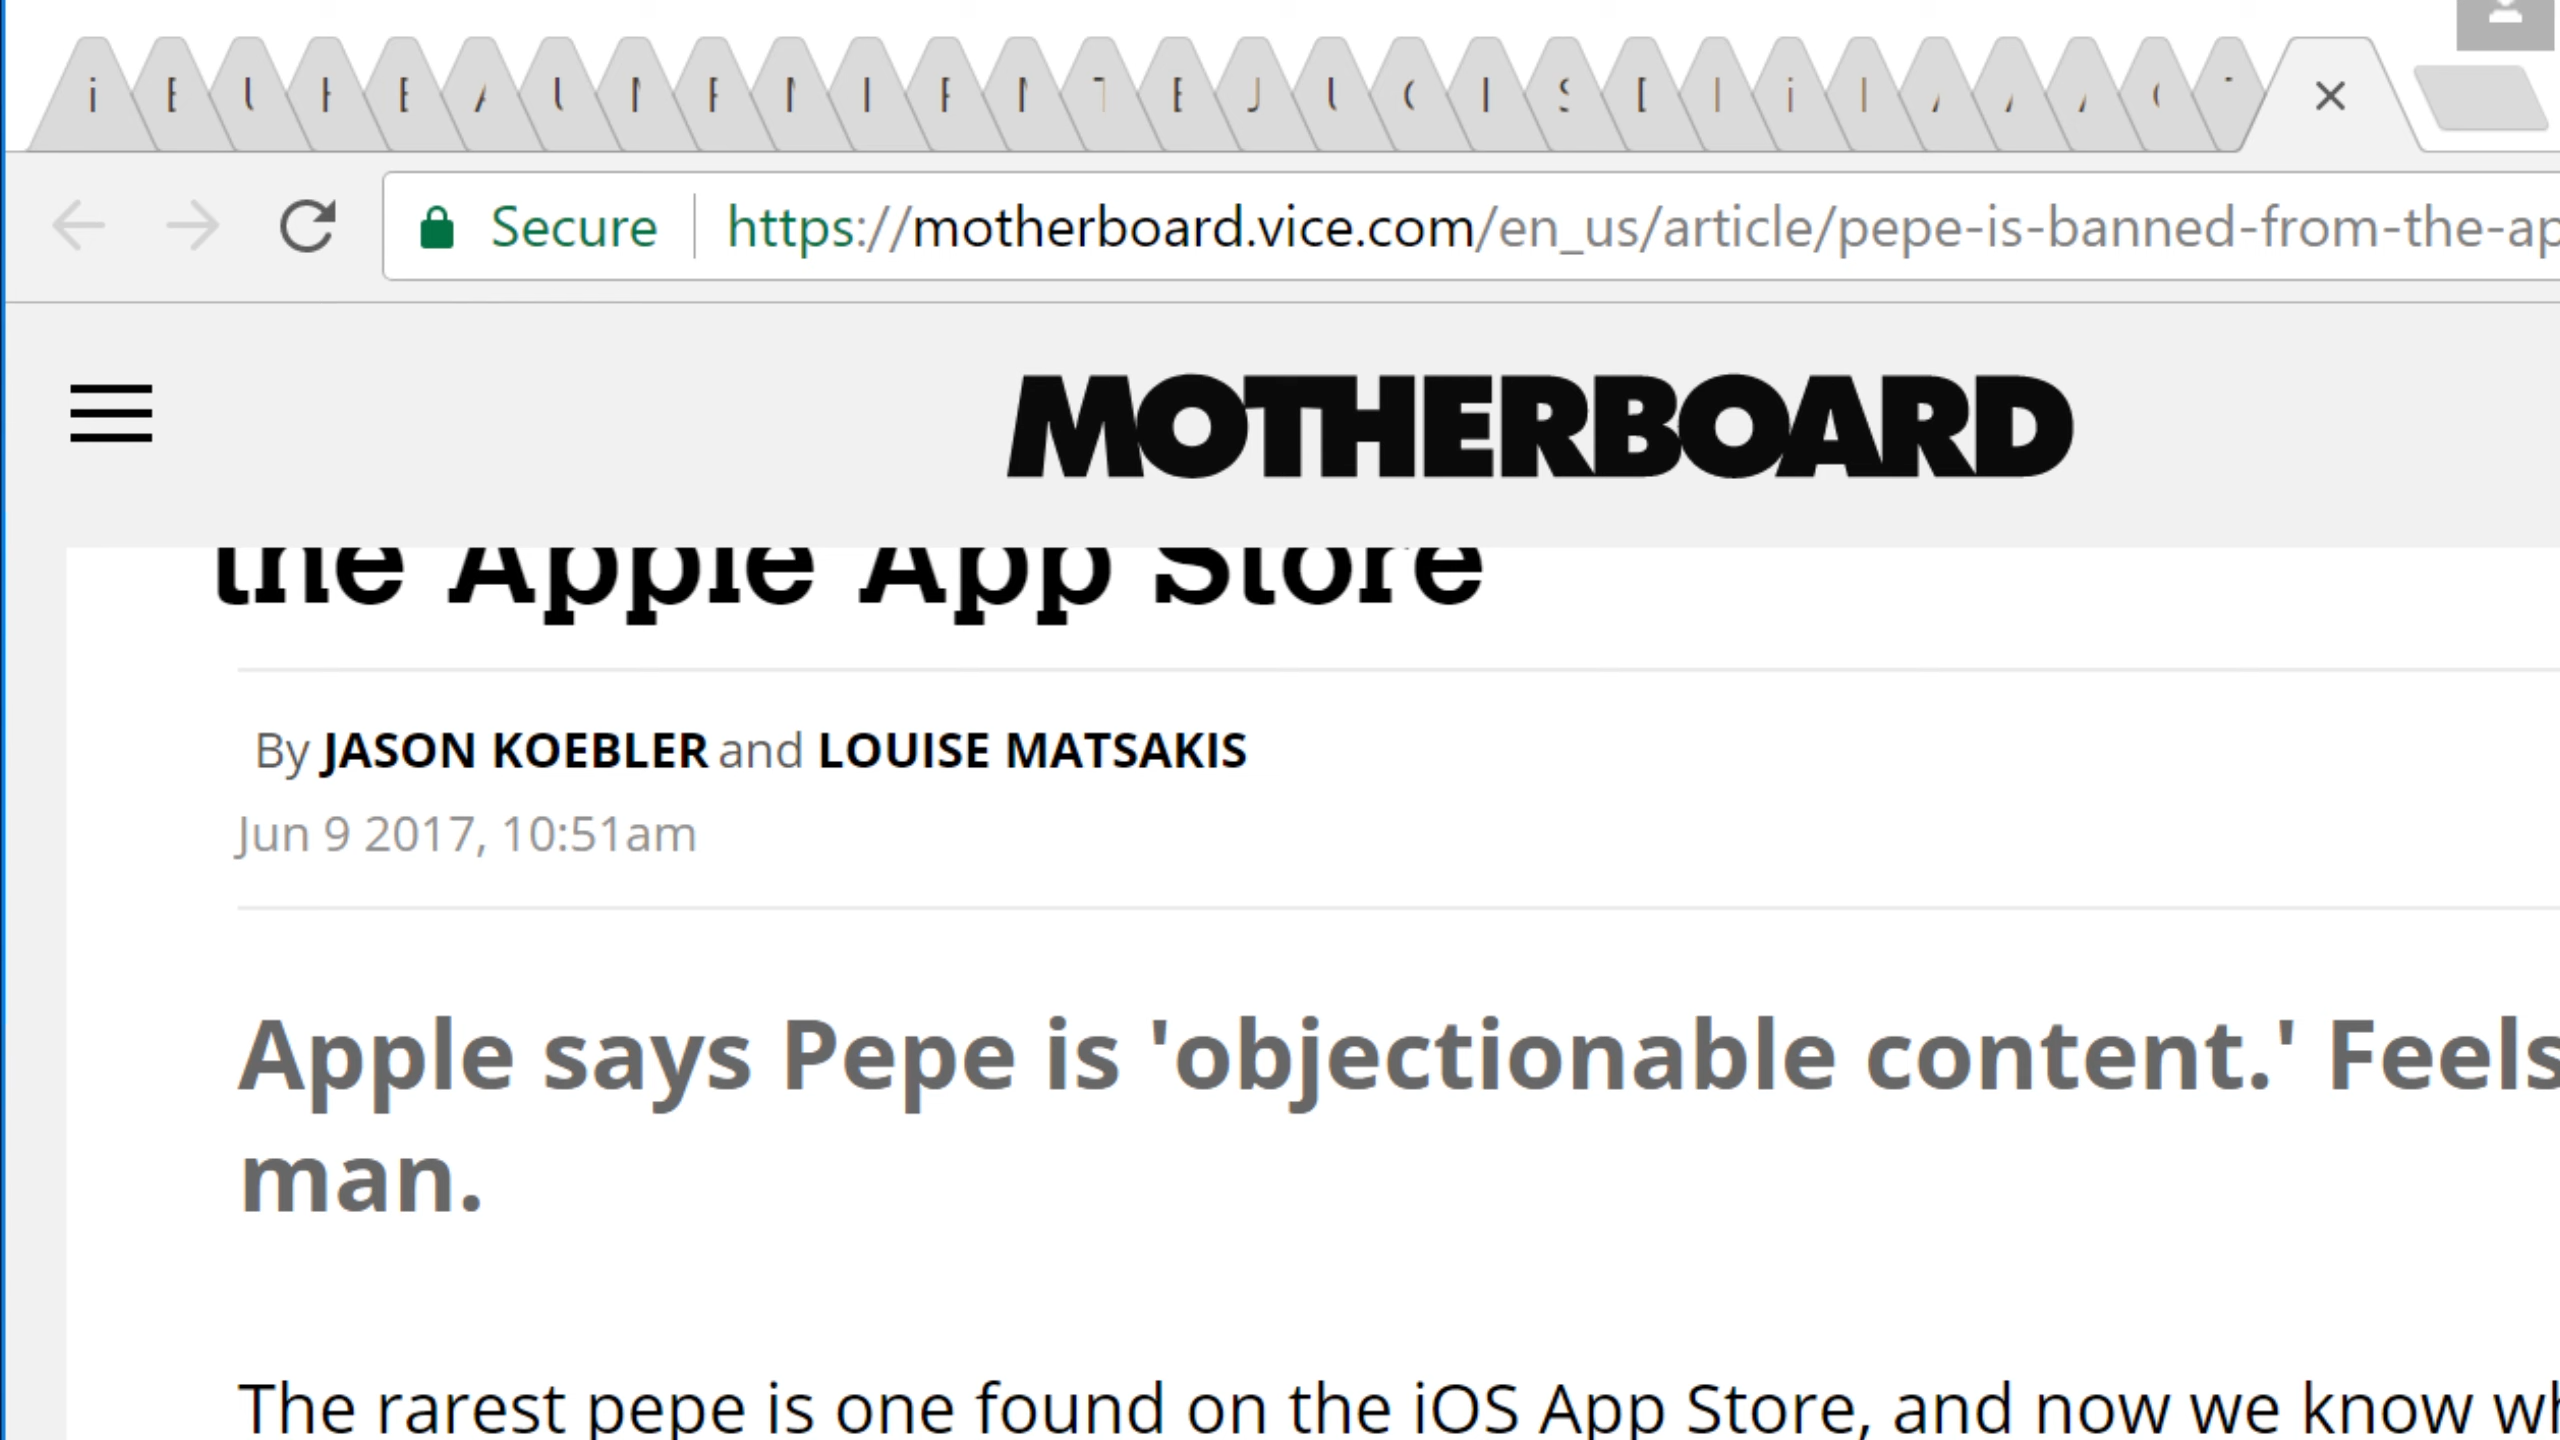 Secure https://motherboard.vice.com/en_us/article/pepe-is-banned-from-the-ap
MOTHERBOARD
the Apple App Store
By JASON KOEBLER and LOUISE MATSAKIS
Jun 9 2017, 10:51am
Apple says Pepe is 'objectionable content.' Feels
man.
The rarest pepe is one found on the iOS App Store, and now we know wh